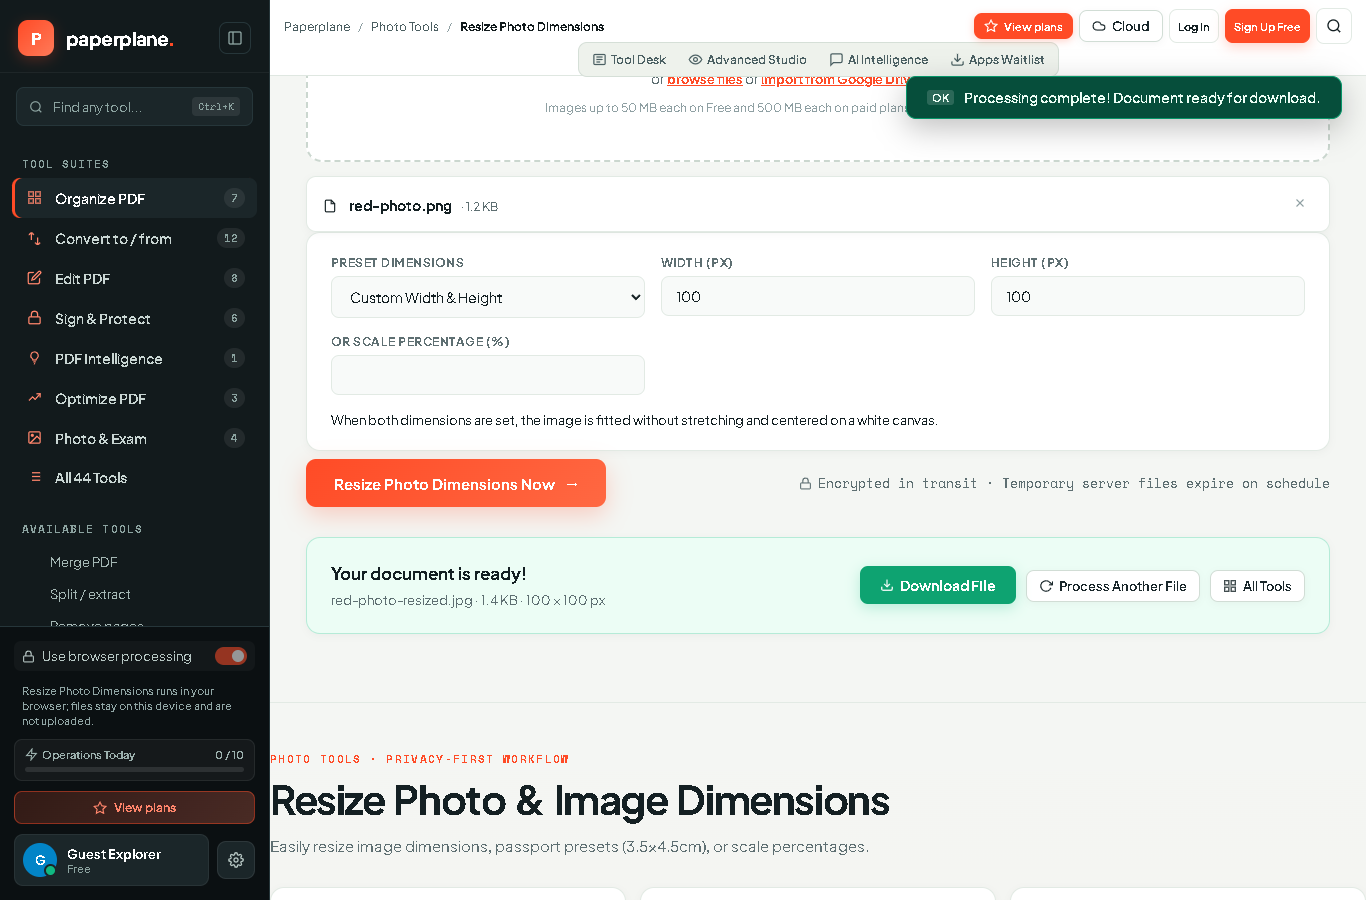 P paperplane.
Find any tool... Ctrl+K
TOOL SUITES
Organize PDF 7
Convert to / from 12
Edit PDF 8
Sign & Protect 6
PDF Intelligence 1
Optimize PDF 3
Photo & Exam 4
All 44 Tools
AVAILABLE TOOLS
Merge PDF
Split / extract
Remove pages
Use browser processing
Resize Photo Dimensions runs in your
browser; files stay on this device and are
not uploaded.
Operations Today 0 / 10
View plans
G Guest Explorer
Free
Paperplane / Photo Tools / Resize Photo Dimensions
View plans Cloud Log In Sign Up Free
Tool Desk Advanced Studio AI Intelligence Apps Waitlist
or browse files or import from Google
Images up to 50 MB each on Free and 500 MB each on paid plans
OK Processing complete! Document ready for download.
red-photo.png · 1.2 KB ×
PRESET DIMENSIONS WIDTH (PX) HEIGHT (PX)
Custom Width & Height 100 100
OR SCALE PERCENTAGE (%)
When both dimensions are set, the image is fitted without stretching and centered on a white canvas.
Resize Photo Dimensions Now →
Encrypted in transit · Temporary server files expire on schedule
Your document is ready!
red-photo-resized.jpg · 1.4 KB · 100 × 100 px
Download File Process Another File All Tools
PHOTO TOOLS · PRIVACY-FIRST WORKFLOW
Resize Photo & Image Dimensions
Easily resize image dimensions, passport presets (3.5x4.5cm), or scale percentages.